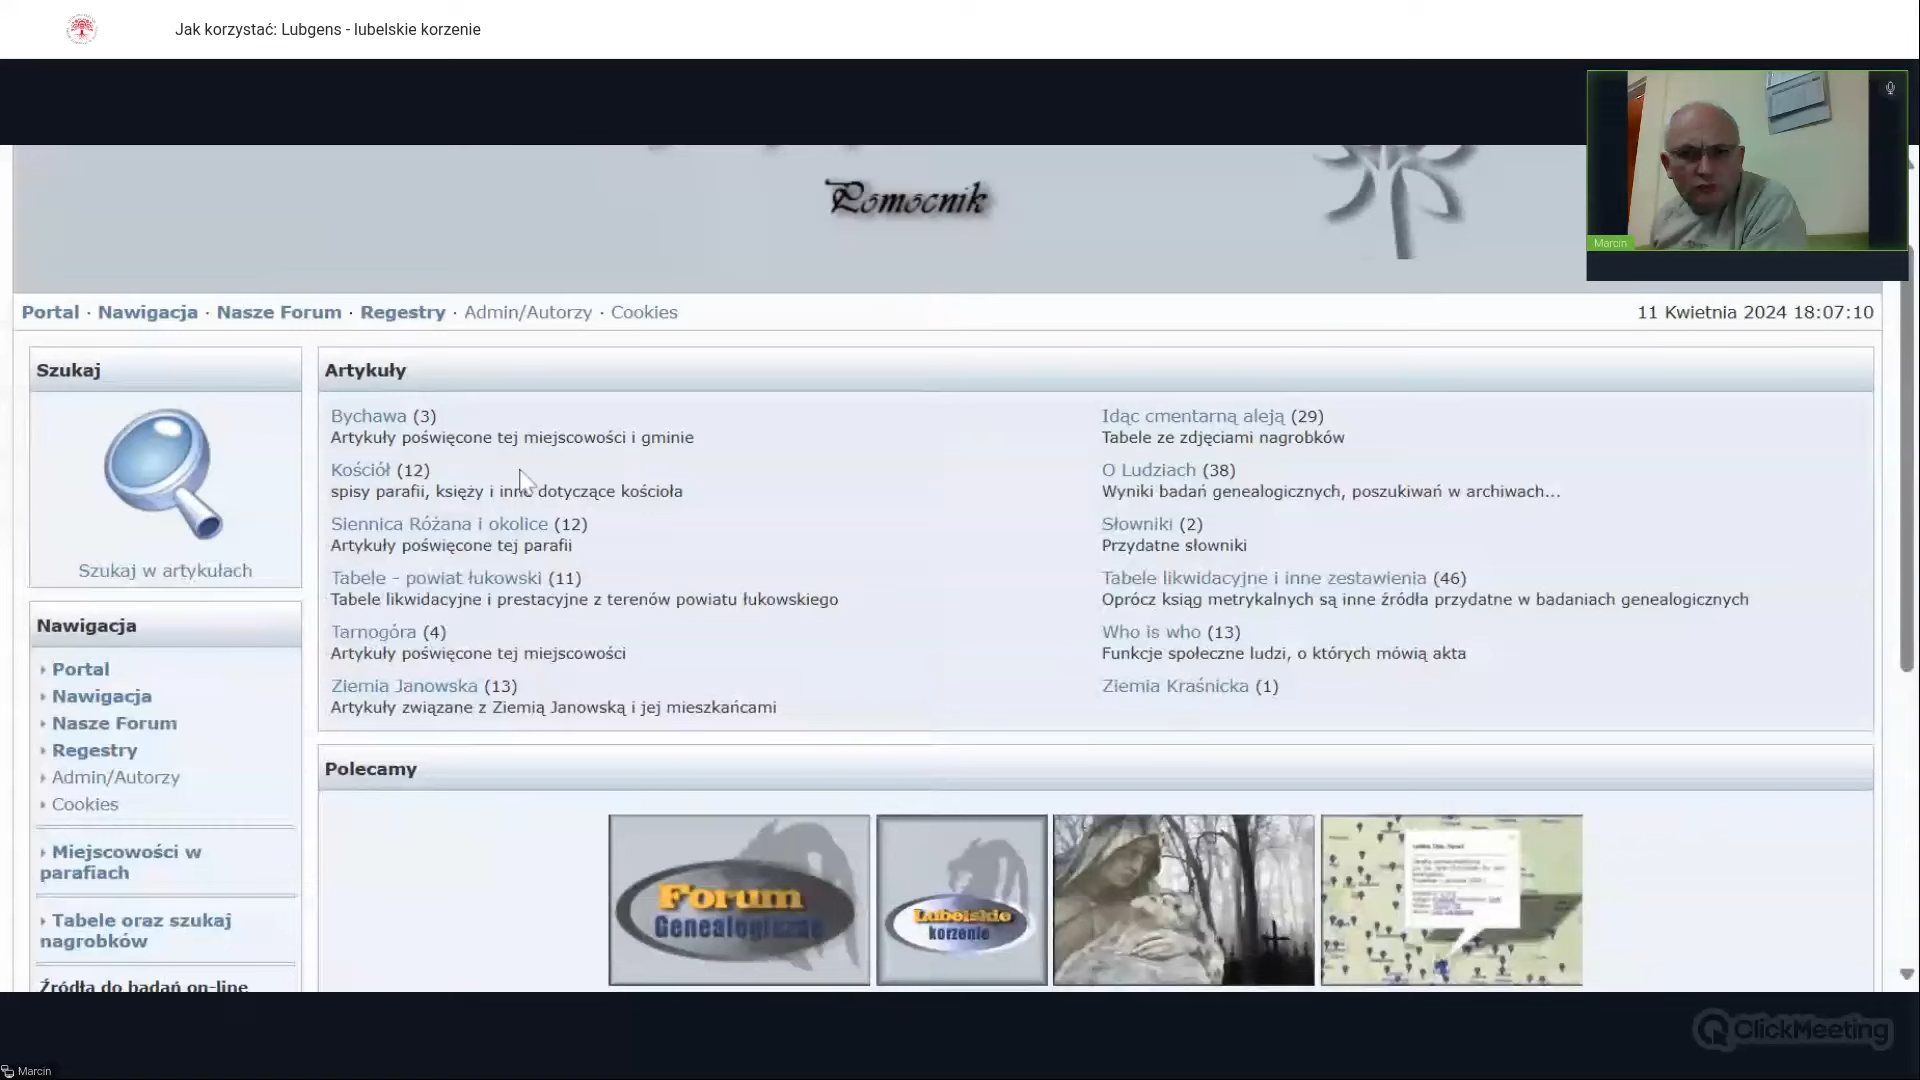 Jak korzystać: Lubgens - lubelskie korzenie
Marcin
Pomocnik
Portal · Nawigacja · Nasze Forum · Regestry · Admin/Autorzy · Cookies
11 Kwietnia 2024 18:07:10
Szukaj
Szukaj w artykułach
Nawigacja
Portal
Nawigacja
Nasze Forum
Regestry
Admin/Autorzy
Cookies
Miejscowości w
parafiach
Tabele oraz szukaj
nagrobków
Źródła do badań on-line
Artykuły
Bychawa (3)
Artykuły poświęcone tej miejscowości i gminie
Kościół (12)
spisy parafii, księży i inne dotyczące kościoła
Siennica Różana i okolice (12)
Artykuły poświęcone tej parafii
Tabele - powiat łukowski (11)
Tabele likwidacyjne i prestacyjne z terenów powiatu łukowskiego
Tarnogóra (4)
Artykuły poświęcone tej miejscowości
Ziemia Janowska (13)
Artykuły związane z Ziemią Janowską i jej mieszkańcami
Idąc cmentarną aleją (29)
Tabele ze zdjęciami nagrobków
O Ludziach (38)
Wyniki badań genealogicznych, poszukiwań w archiwach...
Słowniki (2)
Przydatne słowniki
Tabele likwidacyjne i inne zestawienia (46)
Oprócz ksiąg metrykalnych są inne źródła przydatne w badaniach genealogicznych
Who is who (13)
Funkcje społeczne ludzi, o których mówią akta
Ziemia Kraśnicka (1)
Polecamy
Forum
Genealogiczne
Lubelskie
korzenie
ClickMeeting
Marcin